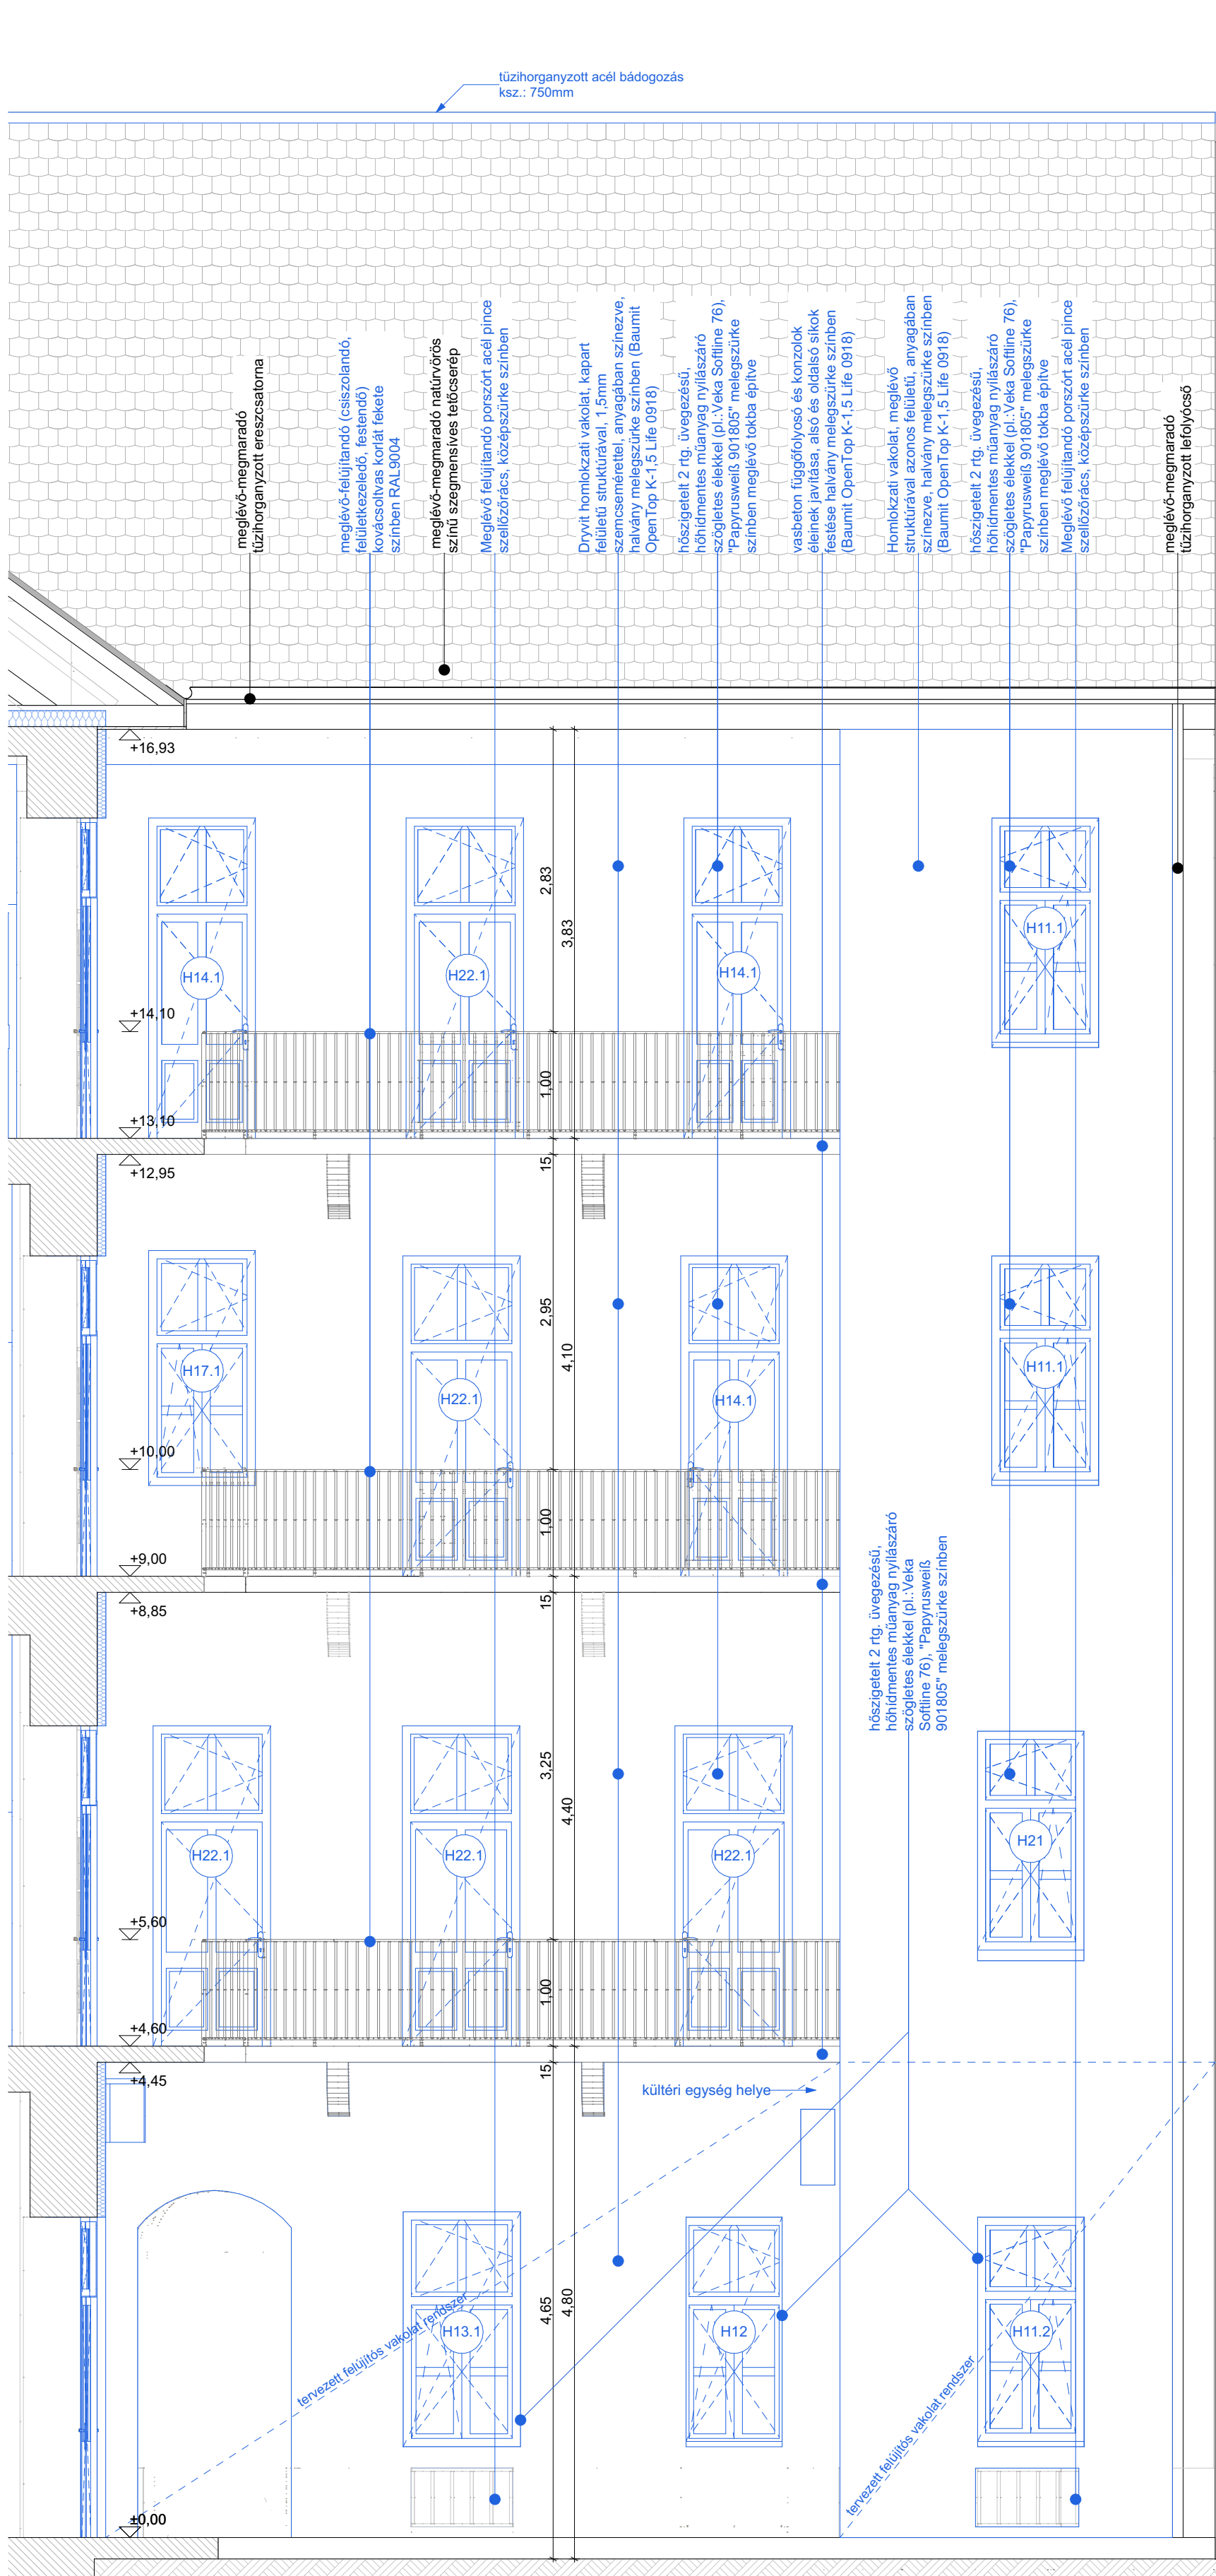 tüzihorganyzott acél bádogozás
ksz.: 750mm
meglévő-megmaradó
tüzihorganyzott ereszcsatorna
meglévő-felújítandó (csiszolandó,
felületkezeledő, festendő)
kovácsoltvas korlát fekete
színben RAL9004
meglévő-megmaradó natúrvörös
színű szegmensíves tetőcserép
Meglévő felújítandó porszórt acél pince
szellőzőrács, középszürke színben
Dryvit homlokzati vakolat, kapart
felületű struktúrával, 1,5mm
szemcsemérettel, anyagában színezve,
halvány melegszürke színben (Baumit
OpenTop K-1,5 Life 0918)
hőszigetelt 2 rtg. üvegezésű,
hőhídmentes műanyag nyílászáró
szögletes élekkel (pl.:Veka Softline 76),
"Papyrusweiß 901805" melegszürke
színben meglévő tokba építve
vasbeton függőfolyosó és konzolok
éleinek javítása, alsó és oldalsó síkok
festése halvány melegszürke színben
(Baumit OpenTop K-1,5 Life 0918)
Homlokzati vakolat, meglévő
struktúrával azonos felületű, anyagában
színezve, halvány melegszürke színben
(Baumit OpenTop K-1,5 Life 0918)
hőszigetelt 2 rtg. üvegezésű,
hőhídmentes műanyag nyílászáró
szögletes élekkel (pl.:Veka Softline 76),
"Papyrusweiß 901805" melegszürke
színben meglévő tokba építve
Meglévő felújítandó porszórt acél pince
szellőzőrács, középszürke színben
meglévő-megmaradó
tüzihorganyzott lefolyócső
+16,93
2,83
3,83
H11.1
H14.1
H22.1
H14.1
+14,10
1,00
+13,10
15
+12,95
2,95
4,10
H17.1
H22.1
H14.1
H11.1
+10,00
1,00
+9,00
15
+8,85
hőszigetelt 2 rtg. üvegezésű,
hőhídmentes műanyag nyílászáró
szögletes élekkel (pl.:Veka
Softline 76), "Papyrusweiß
901805" melegszürke színben
3,25
4,40
H22.1
H22.1
H22.1
H21
+5,60
1,00
+4,60
15
+4,45
kültéri egység helye
4,65
4,80
tervezett felújítós vakolat rendszer
H13.1
H12
H11.2
tervezett felújítós vakolat rendszer
±0,00